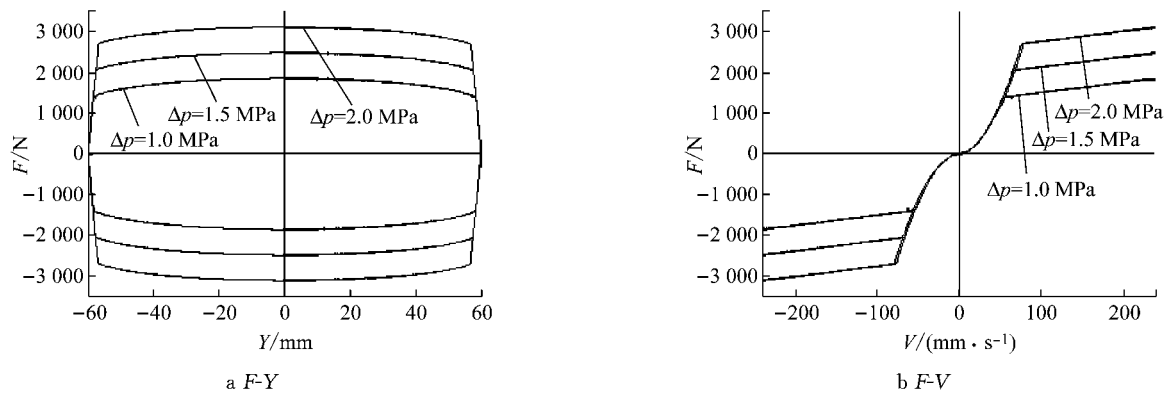 3 000
2 000
1 000
0
−1 000
−2 000
−3 000
F/N
Δp=1.5 MPa
Δp=2.0 MPa
Δp=1.0 MPa
−60 −40 −20 0 20 40 60
Y/mm
a F-Y
3 000
2 000
1 000
0
−1 000
−2 000
−3 000
F/N
Δp=2.0 MPa
Δp=1.5 MPa
Δp=1.0 MPa
−200 −100 0 100 200
V/(mm · s⁻¹)
b F-V